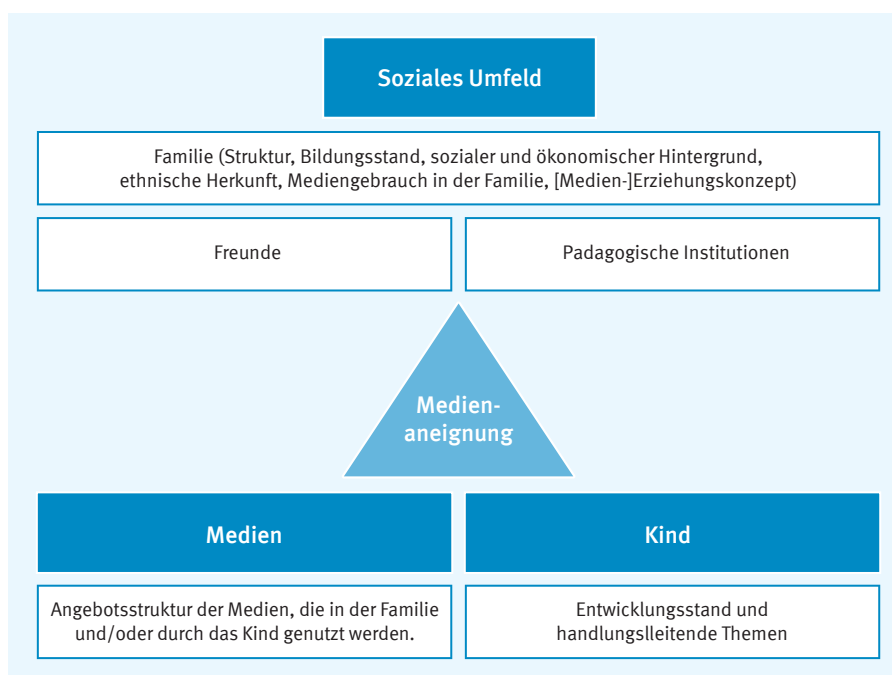 Soziales Umfeld
Familie (Struktur, Bildungsstand, sozialer und ökonomischer Hintergrund,
ethnische Herkunft, Mediengebrauch in der Familie, [Medien-]Erziehungskonzept)
Freunde
Padagogische Institutionen
Medien-
aneignung
Medien
Kind
Angebotsstruktur der Medien, die in der Familie
und/oder durch das Kind genutzt werden.
Entwicklungsstand und
handlungslleitende Themen